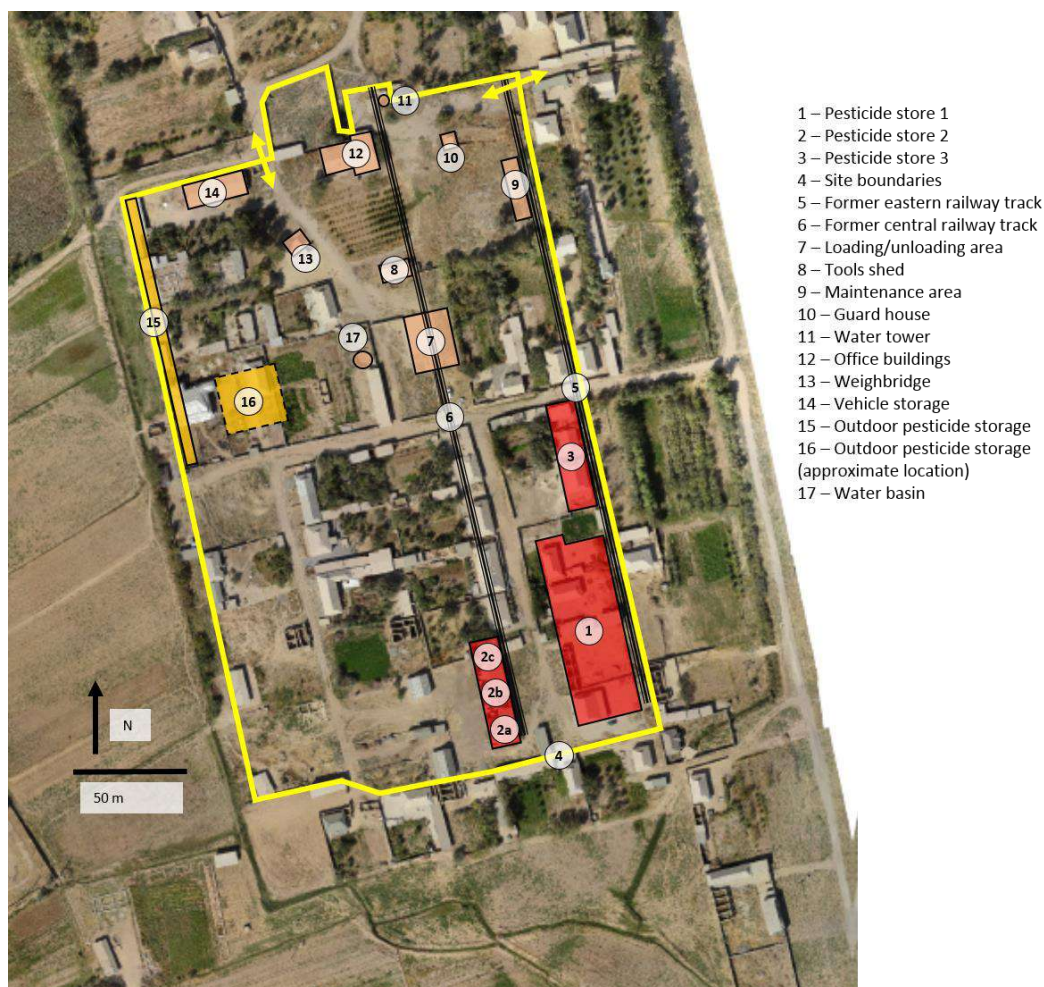 11
12
10
9
14
13
8
15
17
7
5
16
6
3
1
2c
2b
2a
4
N
50 m
1 – Pesticide store 1
2 – Pesticide store 2
3 – Pesticide store 3
4 – Site boundaries
5 – Former eastern railway track
6 – Former central railway track
7 – Loading/unloading area
8 – Tools shed
9 – Maintenance area
10 – Guard house
11 – Water tower
12 – Office buildings
13 – Weighbridge
14 – Vehicle storage
15 – Outdoor pesticide storage
16 – Outdoor pesticide storage
(approximate location)
17 – Water basin